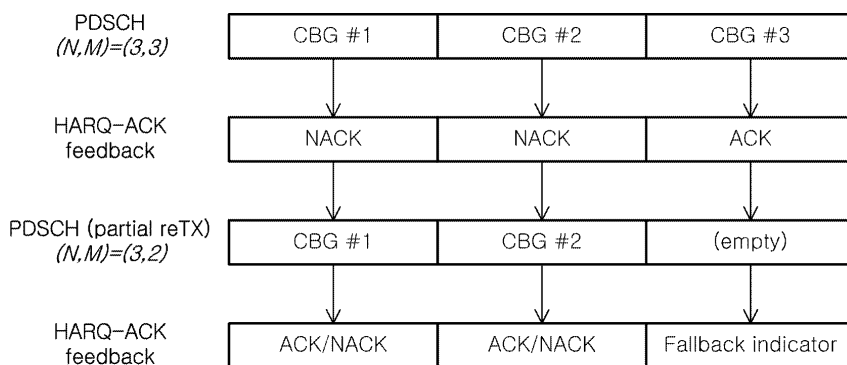 PDSCH
(N,M)=(3,3)
CBG #1
CBG #2
CBG #3
HARQ-ACK
feedback
NACK
NACK
ACK
PDSCH (partial reTX)
(N,M)=(3,2)
CBG #1
CBG #2
(empty)
HARQ-ACK
feedback
ACK/NACK
ACK/NACK
Fallback indicator